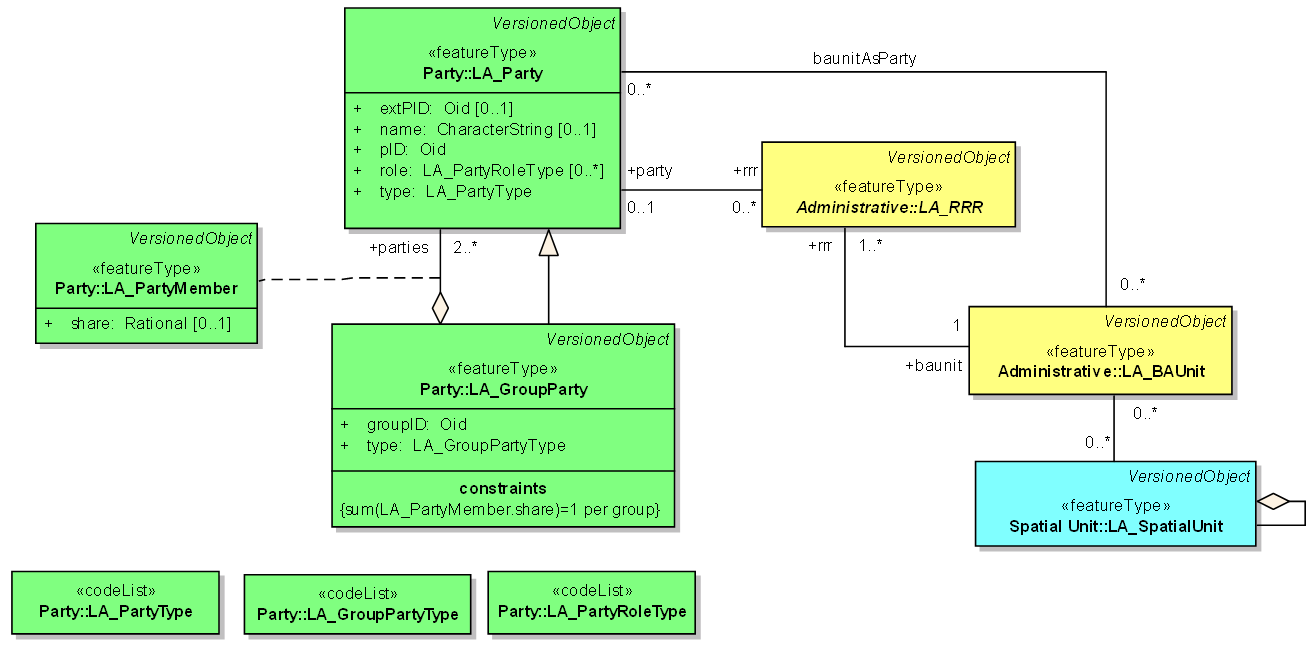 VersionedObject
«featureType»
Party::LA_Party
+ extPID: Oid [0..1]
+ name: CharacterString [0..1]
+ pID: Oid
+ role: LA_PartyRoleType [0..*]
+ type: LA_PartyType
baunitAsParty
0..*
0..*
+party
+rrr
0..1
0..*
VersionedObject
«featureType»
Administrative::LA_RRR
+rrr
1..*
1
+baunit
+parties
2..*
VersionedObject
«featureType»
Party::LA_PartyMember
+ share: Rational [0..1]
VersionedObject
«featureType»
Party::LA_GroupParty
+ groupID: Oid
+ type: LA_GroupPartyType
constraints
{sum(LA_PartyMember.share)=1 per group}
VersionedObject
«featureType»
Administrative::LA_BAUnit
0..*
0..*
VersionedObject
«featureType»
Spatial Unit::LA_SpatialUnit
«codeList»
Party::LA_PartyType
«codeList»
Party::LA_GroupPartyType
«codeList»
Party::LA_PartyRoleType